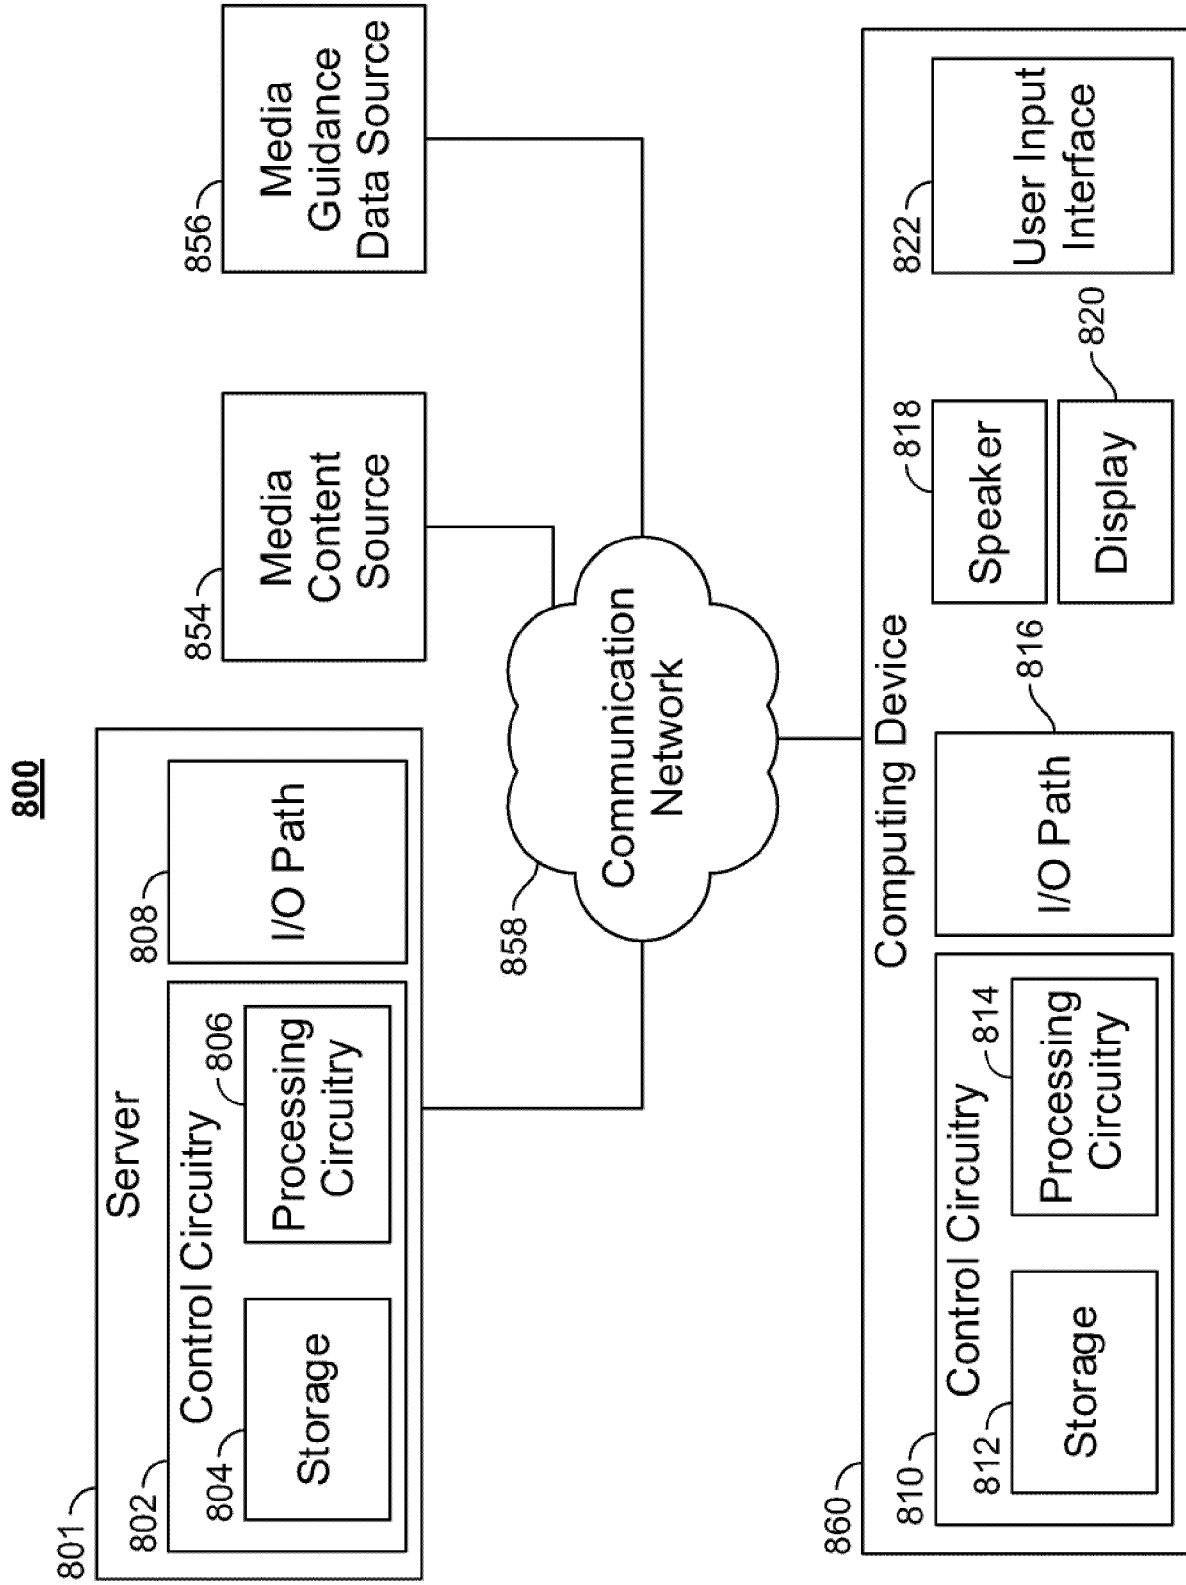 800
801
Server
802
Control Circuitry
804
Storage
806
Processing
Circuitry
808
I/O Path
854
Media
Content
Source
856
Media
Guidance
Data Source
858
Communication
Network
860
Computing Device
810
Control Circuitry
812
Storage
814
Processing
Circuitry
I/O Path
816
818
Speaker
Display
820
822
User Input
Interface